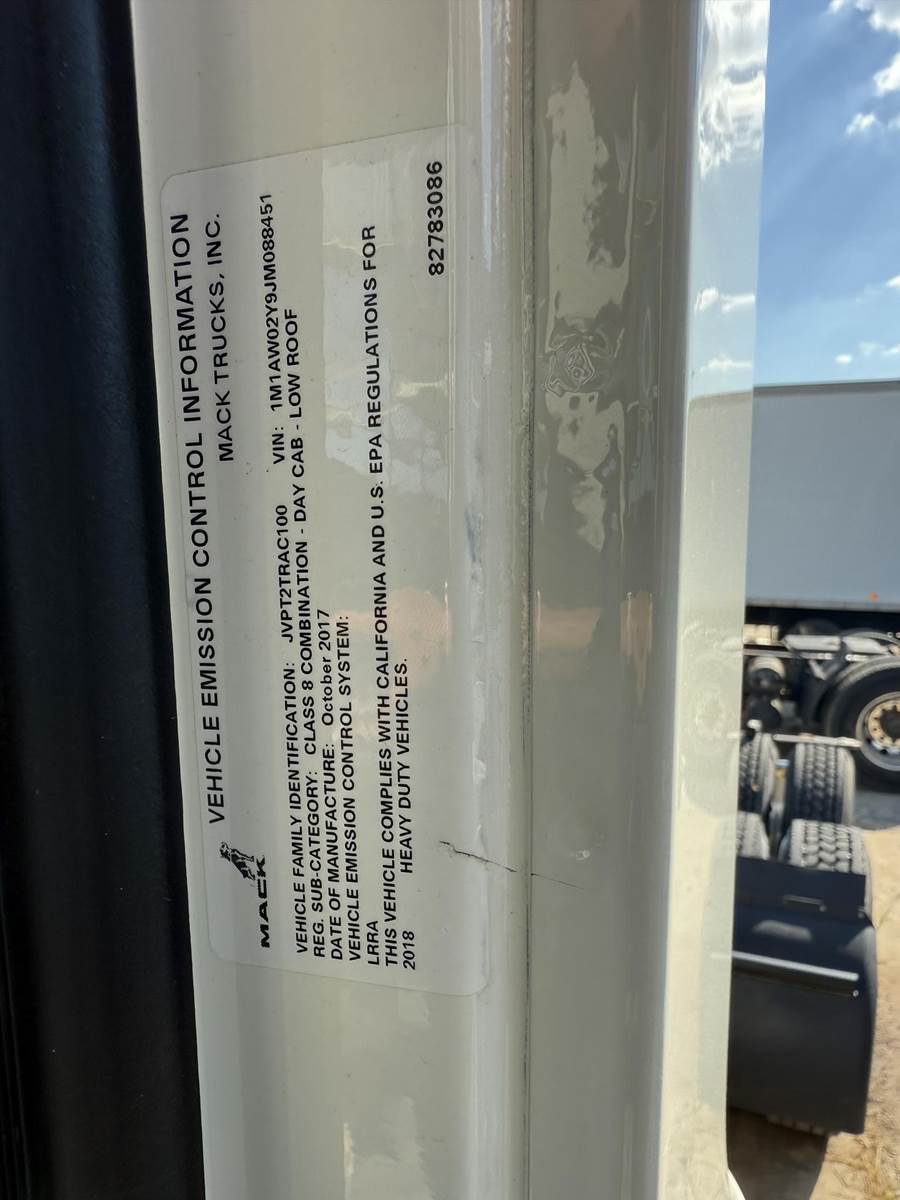 VEHICLE EMISSION CONTROL INFORMATION
MACK TRUCKS, INC.
MACK
VEHICLE FAMILY IDENTIFICATION: JVPT2TRAC100 VIN: 1M1AW02Y9JM088451
REG. SUB-CATEGORY: CLASS 8 COMBINATION - DAY CAB - LOW ROOF
DATE OF MANUFACTURE: October 2017
VEHICLE EMISSION CONTROL SYSTEM:
LRRA
THIS VEHICLE COMPLIES WITH CALIFORNIA AND U.S. EPA REGULATIONS FOR
2018 HEAVY DUTY VEHICLES.
82783086